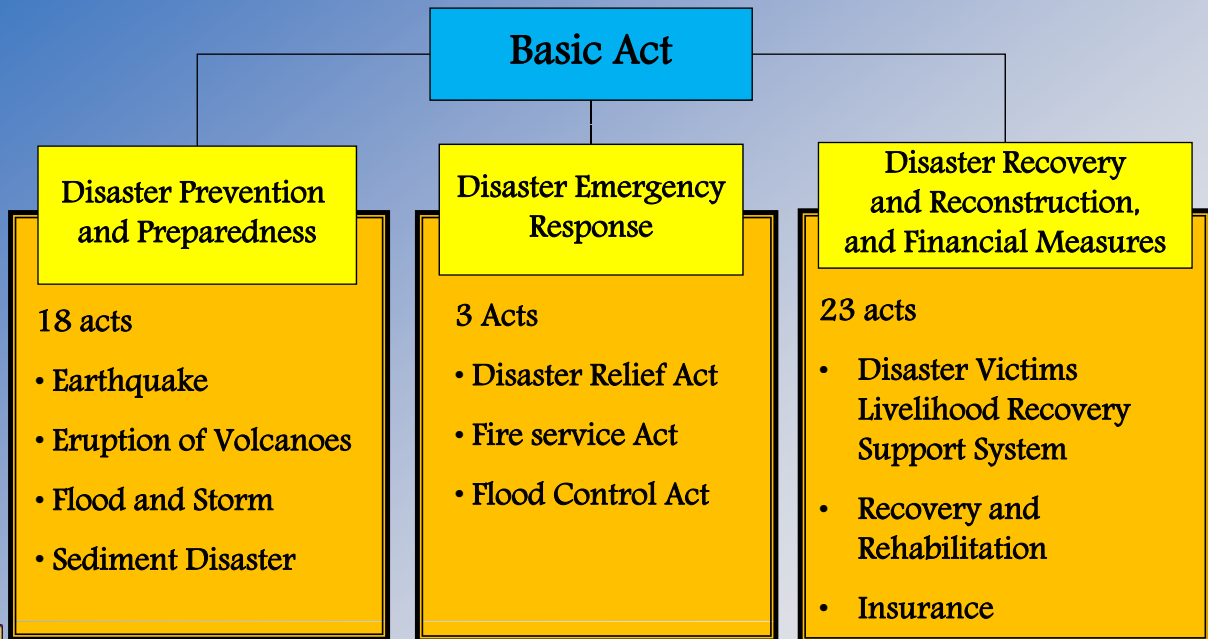 Basic Act
Disaster Prevention
and Preparedness
18 acts
• Earthquake
• Eruption of Volcanoes
• Flood and Storm
• Sediment Disaster
Disaster Emergency
Response
3 Acts
• Disaster Relief Act
• Fire service Act
• Flood Control Act
Disaster Recovery
and Reconstruction,
and Financial Measures
23 acts
• Disaster Victims
Livelihood Recovery
Support System
• Recovery and
Rehabilitation
• Insurance